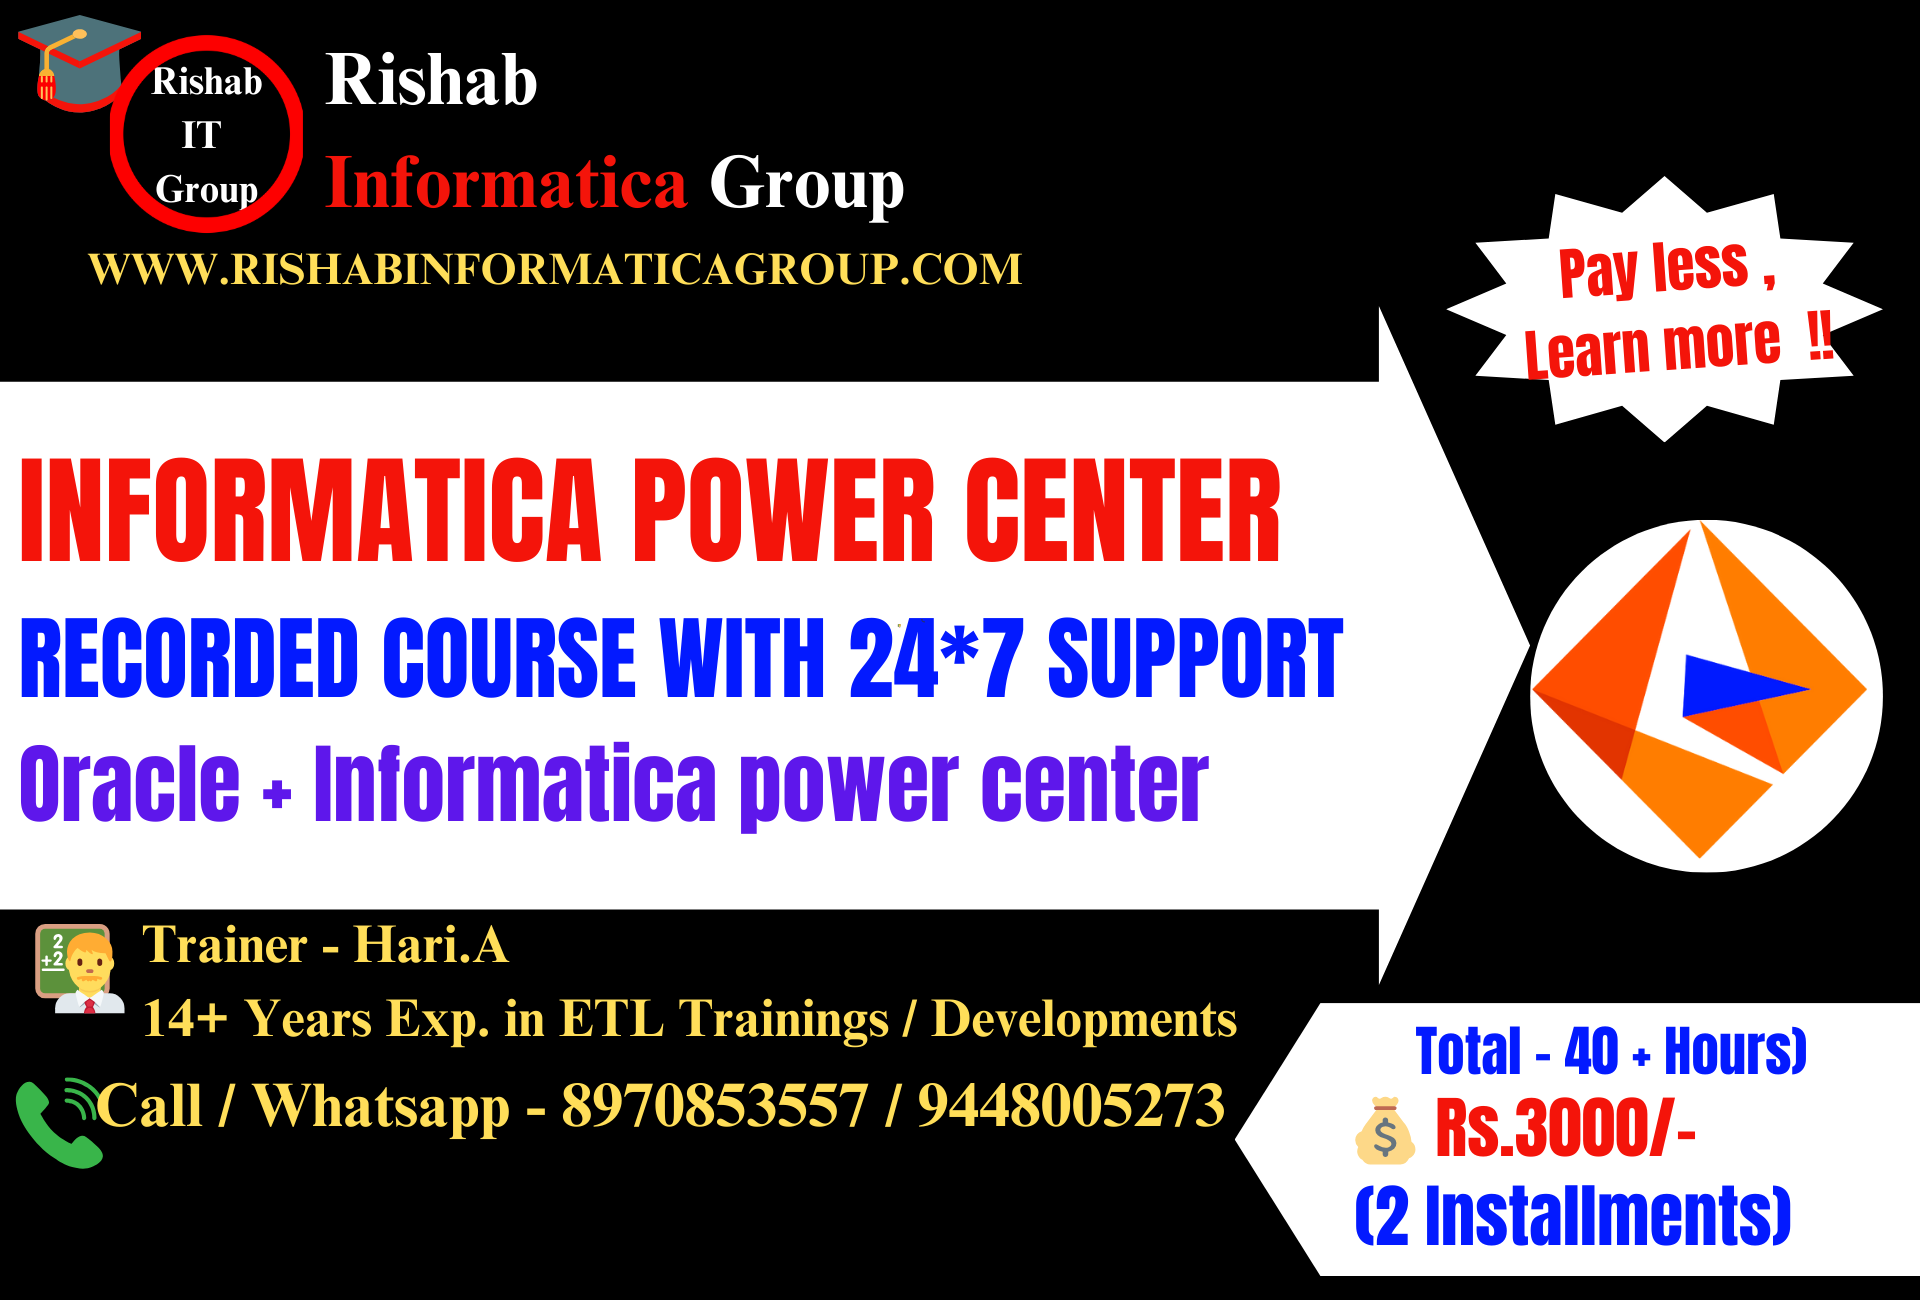 Rishab
IT
Group
Rishab
Informatica Group
WWW.RISHABINFORMATICAGROUP.COM
Pay less ,
Learn more !!
INFORMATICA POWER CENTER
RECORDED COURSE WITH 24*7 SUPPORT
Oracle + Informatica power center
2
+2
Trainer - Hari.A
14+ Years Exp. in ETL Trainings / Developments
Call / Whatsapp - 8970853557 / 9448005273
Total - 40 + Hours)
$
Rs.3000/-
(2 Installments)